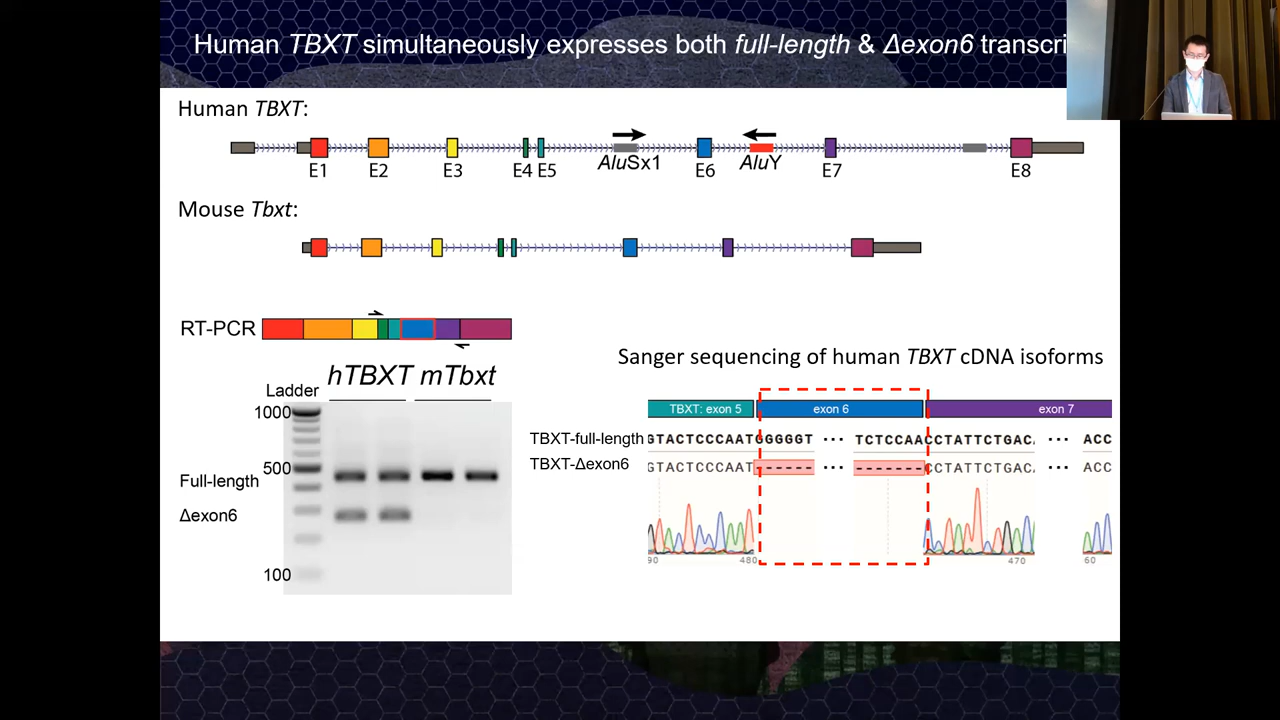 Human TBXT simultaneously expresses both full-length & Δexon6 transcri
Human TBXT:
E1 E2 E3 E4 E5 AluSx1 E6 AluY E7 E8
Mouse Tbxt:
RT-PCR
Sanger sequencing of human TBXT cDNA isoforms
hTBXT mTbxt
Ladder
1000
500
Full-length
Δexon6
100
TBXT: exon 5 exon 6 exon 7
TBXT-full-length GTACTCCCAATGGGGGT ··· TCTCCAACCTATTCTGAC ··· ACC
TBXT-Δexon6 GTACTCCCAAT------ ··· --------CCTATTCTGAC ··· ACC
90 480 470 60